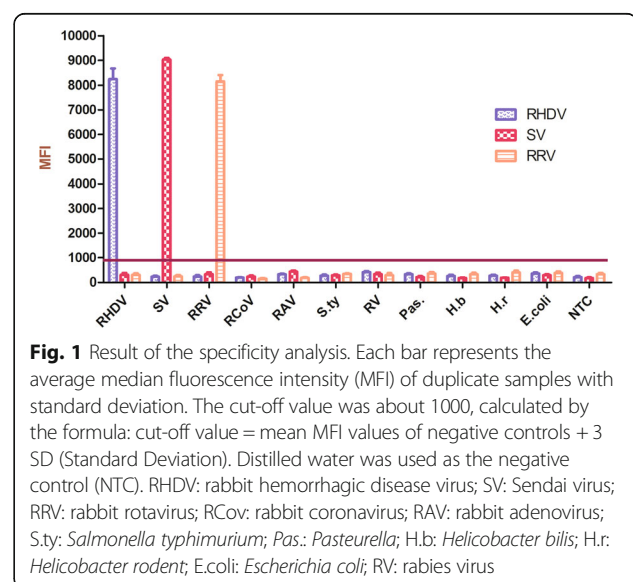 10000
9000
8000
7000
6000
5000
4000
3000
2000
1000
0
MFI
RHDV
SV
RRV
RHDV
SV
RRV
RCoV
RAV
S.ty
RV
Pas.
H.b
H.r
E.coli
NTC
Fig. 1 Result of the specificity analysis. Each bar represents the
average median fluorescence intensity (MFI) of duplicate samples with
standard deviation. The cut-off value was about 1000, calculated by
the formula: cut-off value = mean MFI values of negative controls + 3
SD (Standard Deviation). Distilled water was used as the negative
control (NTC). RHDV: rabbit hemorrhagic disease virus; SV: Sendai virus;
RRV: rabbit rotavirus; RCov: rabbit coronavirus; RAV: rabbit adenovirus;
S.ty: Salmonella typhimurium; Pas.: Pasteurella; H.b: Helicobacter bilis; H.r:
Helicobacter rodent; E.coli: Escherichia coli; RV: rabies virus